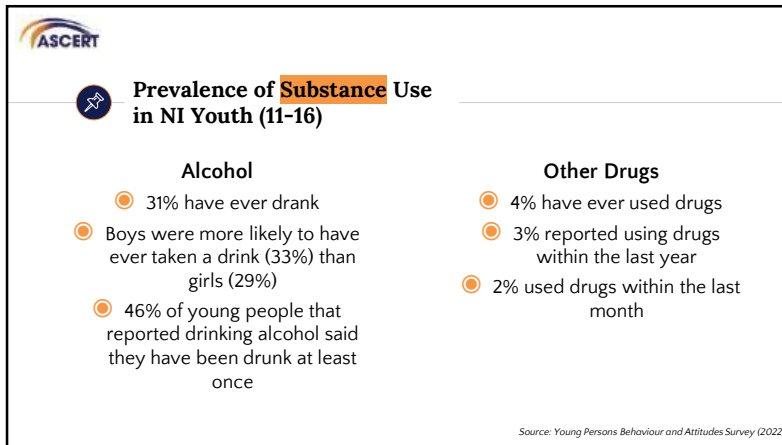 ASCERT
Prevalence of Substance Use
in NI Youth (11-16)
Alcohol
31% have ever drank
Boys were more likely to have
ever taken a drink (33%) than
girls (29%)
46% of young people that
reported drinking alcohol said
they have been drunk at least
once
Other Drugs
4% have ever used drugs
3% reported using drugs
within the last year
2% used drugs within the last
month
Source: Young Persons Behaviour and Attitudes Survey (2022